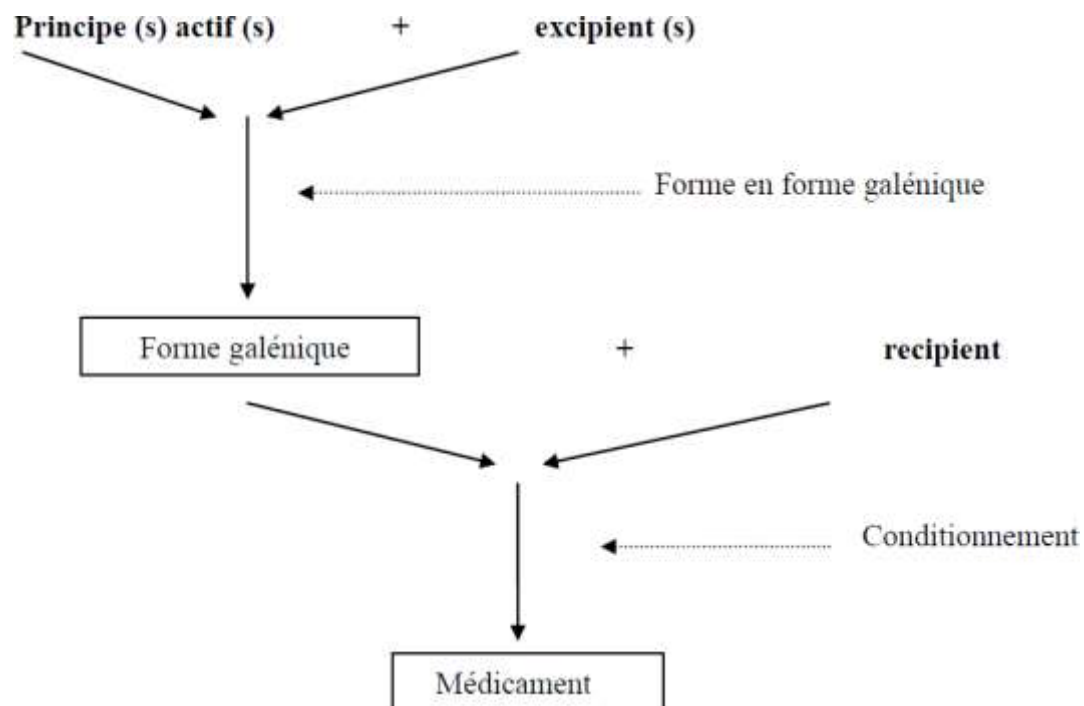 Principe (s) actif (s) + excipient (s)
Forme en forme galénique
Forme galénique + recipient
Conditionnement
Médicament